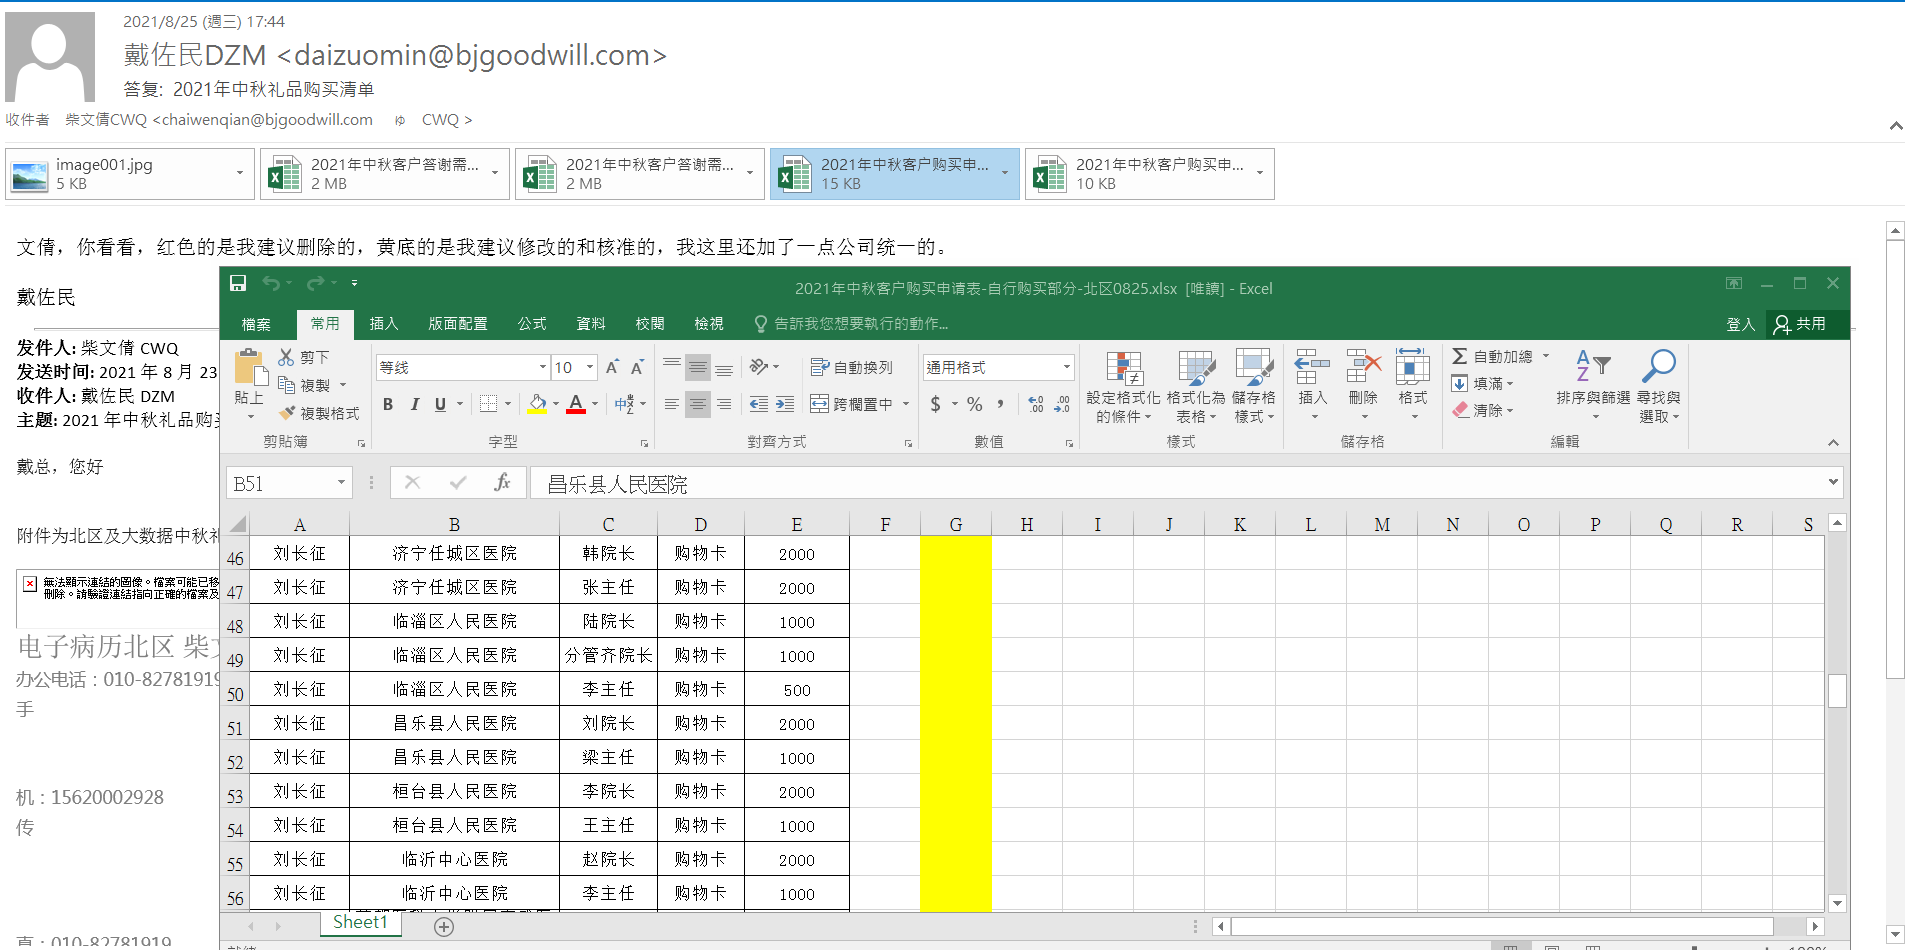 2021/8/25 (週三) 17:44
戴佐民DZM <daizuomin@bjgoodwill.com>
答复: 2021年中秋礼品购买清单
收件者 柴文倩CWQ <chaiwenqian@bjgoodwill.com ゆ CWQ >
image001.jpg
5 KB
2021年中秋客户答谢需...
2 MB
2021年中秋客户答谢需...
2 MB
2021年中秋客户购买申...
15 KB
2021年中秋客户购买申...
10 KB
文倩，你看看，红色的是我建议删除的，黄底的是我建议修改的和核准的，我这里还加了一点公司统一的。
戴佐民
发件人: 柴文倩 CWQ
发送时间: 2021 年 8 月 23
收件人: 戴佐民 DZM
主题: 2021 年中秋礼品购
戴总，您好
附件为北区及大数据中秋礼
無法顯示連結的圖像。檔案可能已移
刪除。請驗證連結指向正確的檔案及
电子病历北区 柴文
办公电话：010-82781919
手
机：15620002928
传
真：010-82781919
2021年中秋客户购买申请表-自行购买部分-北区0825.xlsx [唯讀] - Excel
檔案 常用 插入 版面配置 公式 資料 校閱 檢視 告訴我您想要執行的動作... 登入 共用
貼上 剪下 複製 複製格式 剪貼簿
等线 10 字型
自動換列 跨欄置中 對齊方式
通用格式 數值
設定格式化的條件 格式化為表格 儲存格樣式 樣式
插入 刪除 格式 儲存格
自動加總 填滿 清除 排序與篩選 尋找與選取 編輯
B51 fx 昌乐县人民医院
A B C D E F G H I J K L M N O P Q R S
46 刘长征 济宁任城区医院 韩院长 购物卡 2000
47 刘长征 济宁任城区医院 张主任 购物卡 2000
48 刘长征 临淄区人民医院 陆院长 购物卡 1000
49 刘长征 临淄区人民医院 分管齐院长 购物卡 1000
50 刘长征 临淄区人民医院 李主任 购物卡 500
51 刘长征 昌乐县人民医院 刘院长 购物卡 2000
52 刘长征 昌乐县人民医院 梁主任 购物卡 1000
53 刘长征 桓台县人民医院 李院长 购物卡 2000
54 刘长征 桓台县人民医院 王主任 购物卡 1000
55 刘长征 临沂中心医院 赵院长 购物卡 2000
56 刘长征 临沂中心医院 李主任 购物卡 1000
Sheet1